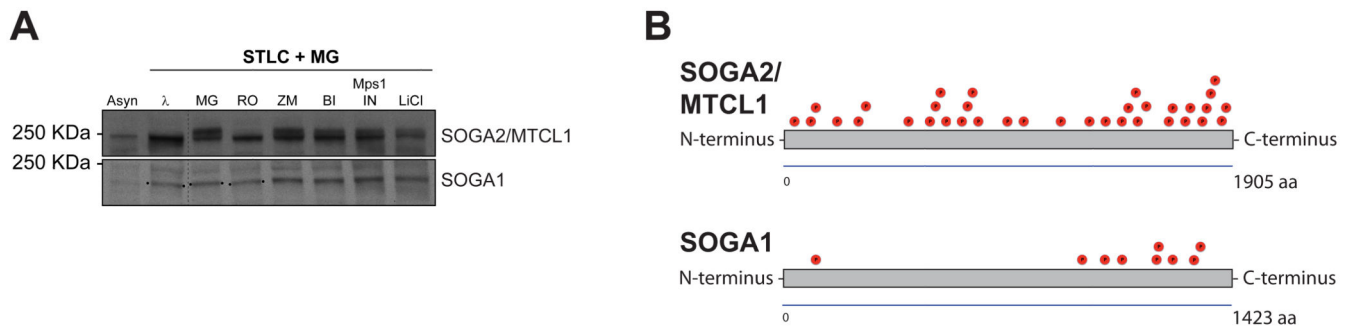 A
STLC + MG
Asyn λ MG RO ZM BI Mps1 IN LiCl
250 KDa
SOGA2/MTCL1
250 KDa
SOGA1
B
SOGA2/
MTCL1
P P P P P P P P P P P P P P P P P P P P P P P P P P P P P P P P P P P P
N-terminus C-terminus
0
1905 aa
SOGA1
P P P P P P P P P
N-terminus C-terminus
0
1423 aa